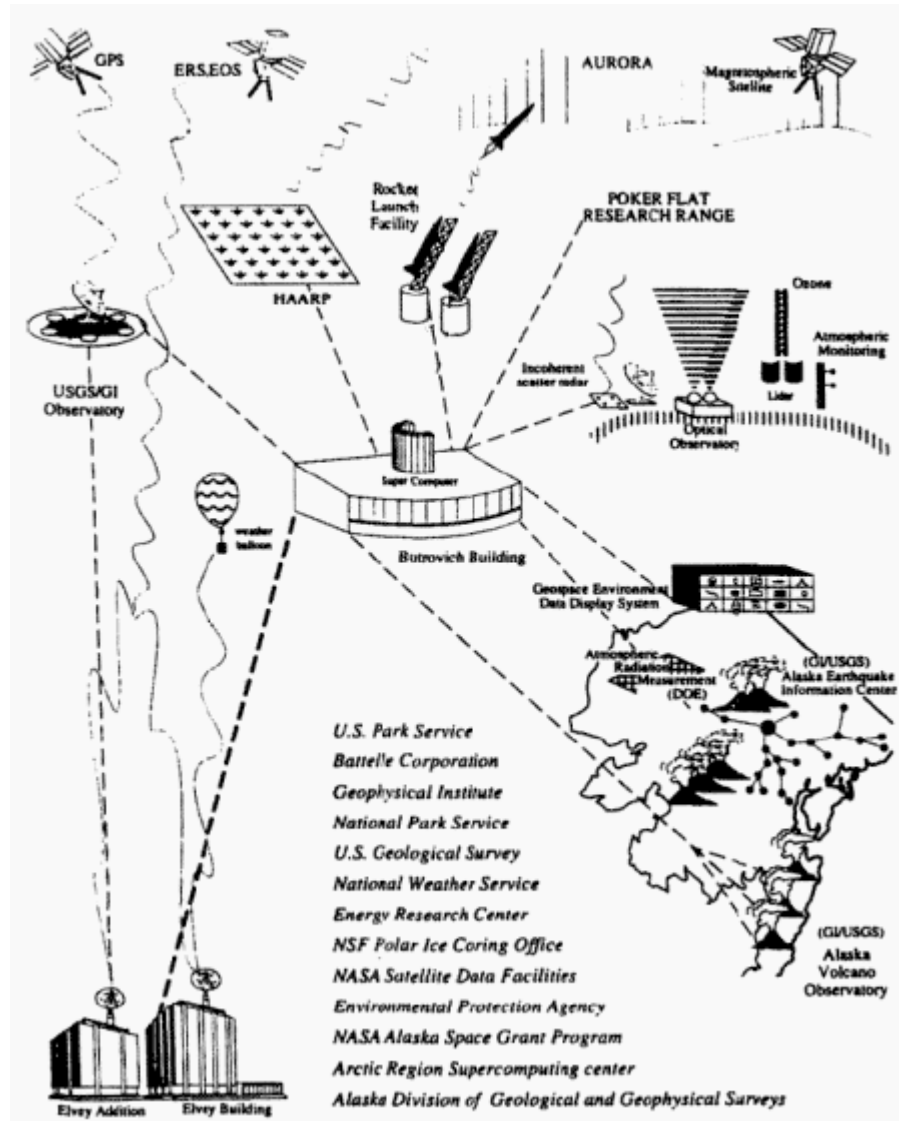 GPS
ERS,EOS
AURORA
Magnetospheric
Satellite
Rocket
Launch
Facility
POKER FLAT
RESEARCH RANGE
HAARP
Ozone
Atmospheric
Monitoring
USGS/GI
Observatory
Incoherent
scatter radar
Lidar
Optical
Observatory
Super Computer
weather
balloon
Butrovich Building
Geospace Environment
Data Display System
Atmospheric
Radiation
Measurement
(DOE)
(GI/USGS)
Alaska Earthquake
Information Center
U.S. Park Service
Battelle Corporation
Geophysical Institute
National Park Service
U.S. Geological Survey
National Weather Service
Energy Research Center
NSF Polar Ice Coring Office
NASA Satellite Data Facilities
Environmental Protection Agency
NASA Alaska Space Grant Program
Arctic Region Supercomputing center
Alaska Division of Geological and Geophysical Surveys
(GI/USGS)
Alaska
Volcano
Observatory
Elvey Addition
Elvey Building